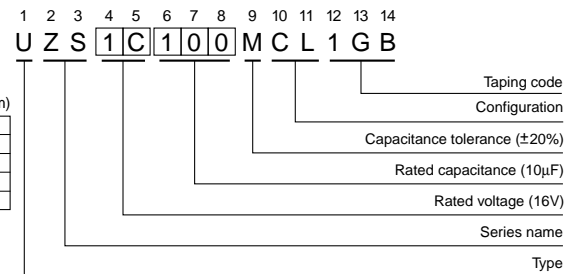 1 2 3 4 5 6 7 8 9 10 11 12 13 14
U Z S 1 C 1 0 0 M C L 1 G B
Taping code
Configuration
Capacitance tolerance (±20%)
Rated capacitance (10µF)
Rated voltage (16V)
Series name
Type